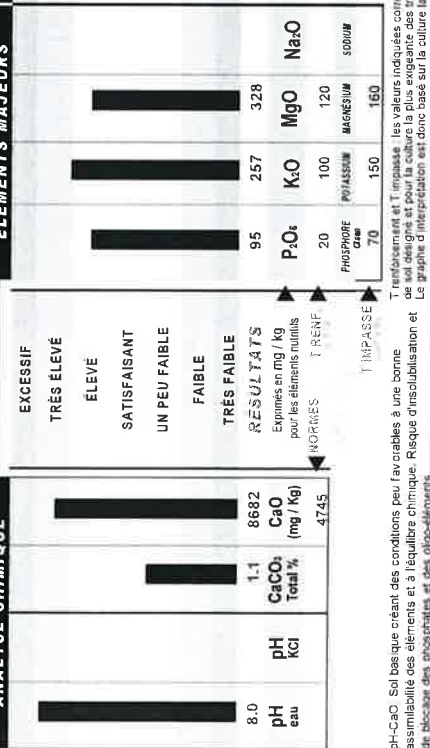 ANALYSE CHIMIQUE
ÉLÉMENTS MAJEURS
EXCESSIF
TRÈS ÉLEVÉ
ÉLEVÉ
SATISFAISANT
UN PEU FAIBLE
FAIBLE
TRÈS FAIBLE
8.0 1.1 8682 RÉSULTATS 95 257 328
pH eau pH KCl CaCO₃ Total % CaO (mg / Kg)
Exprimés en mg / kg
pour les éléments nutritifs
P₂O₅ K₂O MgO Na₂O
4745 NORMES T RENF. 20 100 120
PHOSPHORE Olsen POTASSIUM MAGNÉSIUM SODIUM
T IMPASSE 70 150 160
pH-CaO Sol basique créant des conditions peu favorables à une bonne
assimilabilité des éléments et à l'équilibre chimique. Risque d'insolubilisation et
de blocage des phosphates et des oligo-éléments.
T renforcement et T impasse : les valeurs indiquées
de sol désigné et pour la culture la plus exigeante des
Le graphe d'interprétation est donc basé sur la culture la